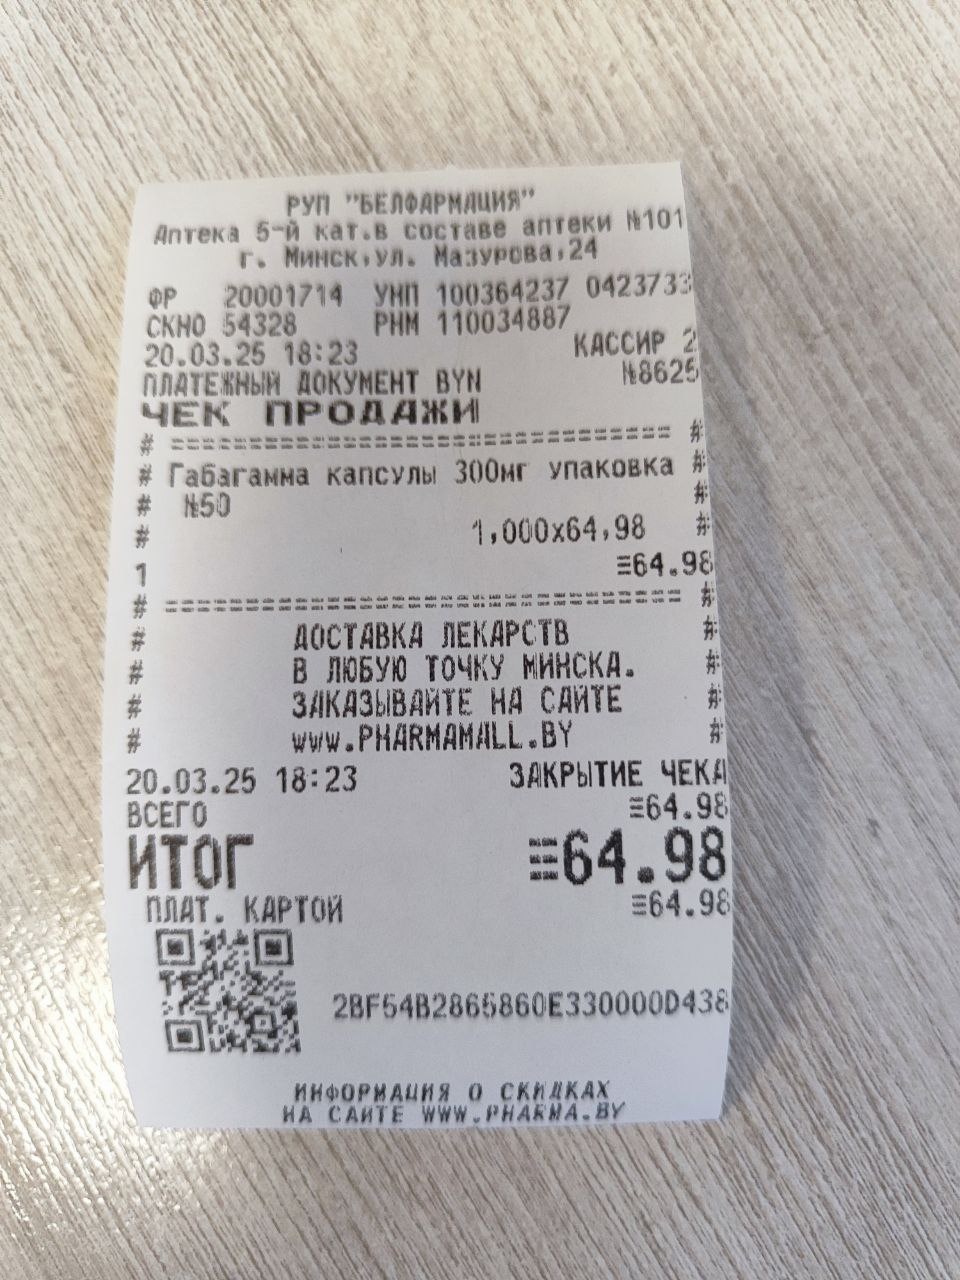 РУП "БЕЛФАРМАЦИЯ"
Аптека 5-й кат.в составе аптеки №101
г. Минск,ул. Мазурова,24
ФР 20001714 УНП 100364237 0423733
СКНО 54328 РНМ 110034887
20.03.25 18:23 КАССИР 2
ПЛАТЕЖНЫЙ ДОКУМЕНТ BYN №8625
ЧЕК ПРОДАЖИ
# =============================== #
# Габагамма капсулы 300мг упаковка #
# №50 #
# 1,000x64,98 #
1 ≡64.98
# =============================== #
# ДОСТАВКА ЛЕКАРСТВ #
# В ЛЮБУЮ ТОЧКУ МИНСКА. #
# ЗАКАЗЫВАЙТЕ НА САЙТЕ #
# www.PHARMAMALL.BY #
20.03.25 18:23 ЗАКРЫТИЕ ЧЕКА
ВСЕГО ≡64.98
ИТОГ ≡64.98
ПЛАТ. КАРТОЙ ≡64.98
2BF54B2865860E330000D438
ИНФОРМАЦИЯ О СКИДКАХ
НА САЙТЕ WWW.PHARMA.BY